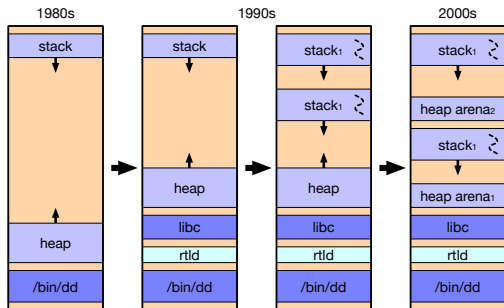 1980s
1990s
2000s
stack
heap
/bin/dd
stack
heap
libc
rtld
/bin/dd
stack₁
stack₁
heap
libc
rtld
/bin/dd
stack₁
heap arena₂
stack₁
heap arena₁
libc
rtld
/bin/dd